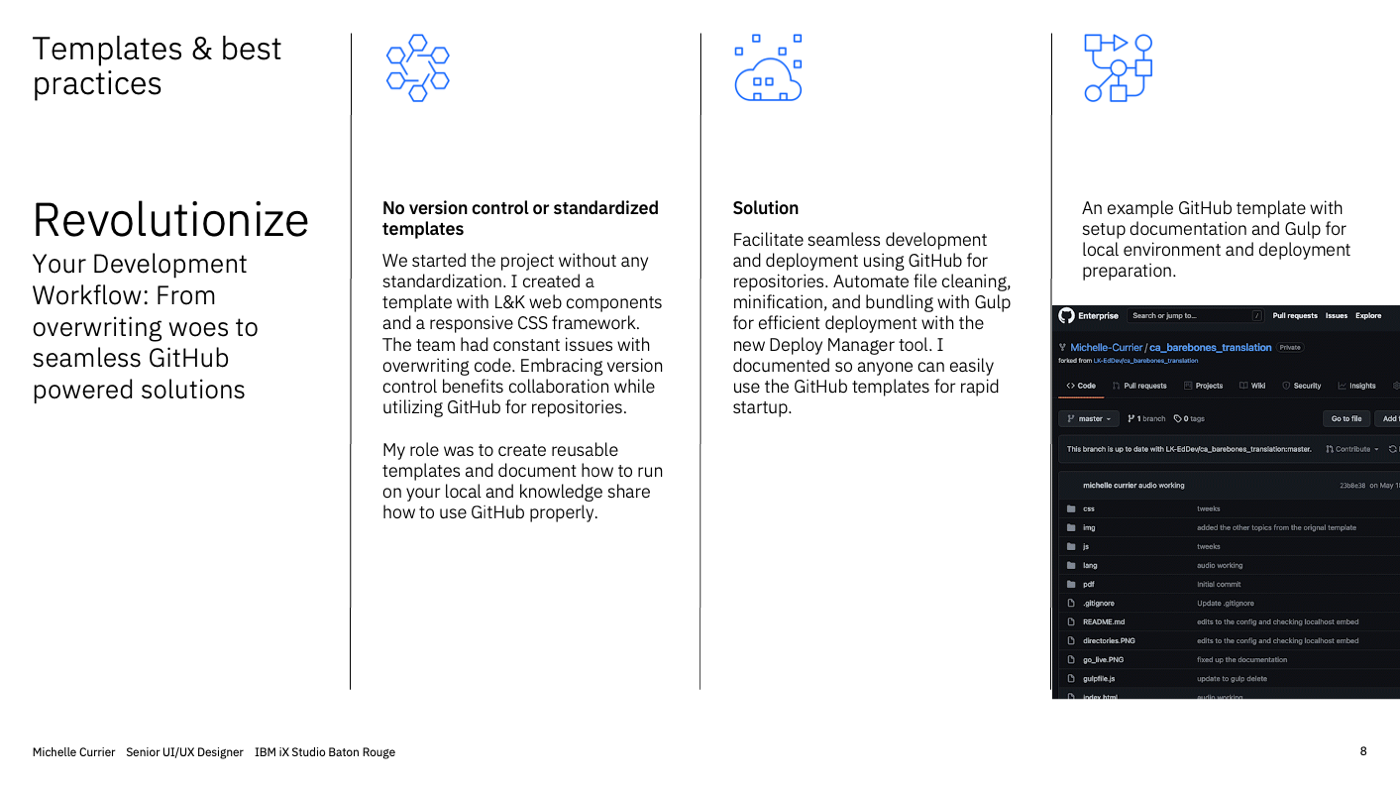 Templates & best
practices
Revolutionize
Your Development
Workflow: From
overwriting woes to
seamless GitHub
powered solutions
No version control or standardized
templates
We started the project without any
standardization. I created a
template with L&K web components
and a responsive CSS framework.
The team had constant issues with
overwriting code. Embracing version
control benefits collaboration while
utilizing GitHub for repositories.
My role was to create reusable
templates and document how to run
on your local and knowledge share
how to use GitHub properly.
Solution
Facilitate seamless development
and deployment using GitHub for
repositories. Automate file cleaning,
minification, and bundling with Gulp
for efficient deployment with the
new Deploy Manager tool. I
documented so anyone can easily
use the GitHub templates for rapid
startup.
An example GitHub template with
setup documentation and Gulp for
local environment and deployment
preparation.
Enterprise Search or jump to... / Pull requests Issues Explore
Michelle-Currier / ca_barebones_translation Private
forked from LK-EdDev/ca_barebones_translation
<> Code Pull requests Projects Wiki Security Insights
master 1 branch 0 tags Go to file Add
This branch is up to date with LK-EdDev/ca_barebones_translation:master. Contribute
michelle currier audio working 23b8e38 on May
css tweeks
img added the other topics from the orignal template
js tweeks
lang audio working
pdf Initial commit
.gitignore Update .gitignore
README.md edits to the config and checking localhost embed
directories.PNG edits to the config and checking localhost embed
go_live.PNG fixed up the documentation
gulpfile.js update to gulp delete
index.html audio working
Michelle Currier Senior UI/UX Designer IBM iX Studio Baton Rouge
8